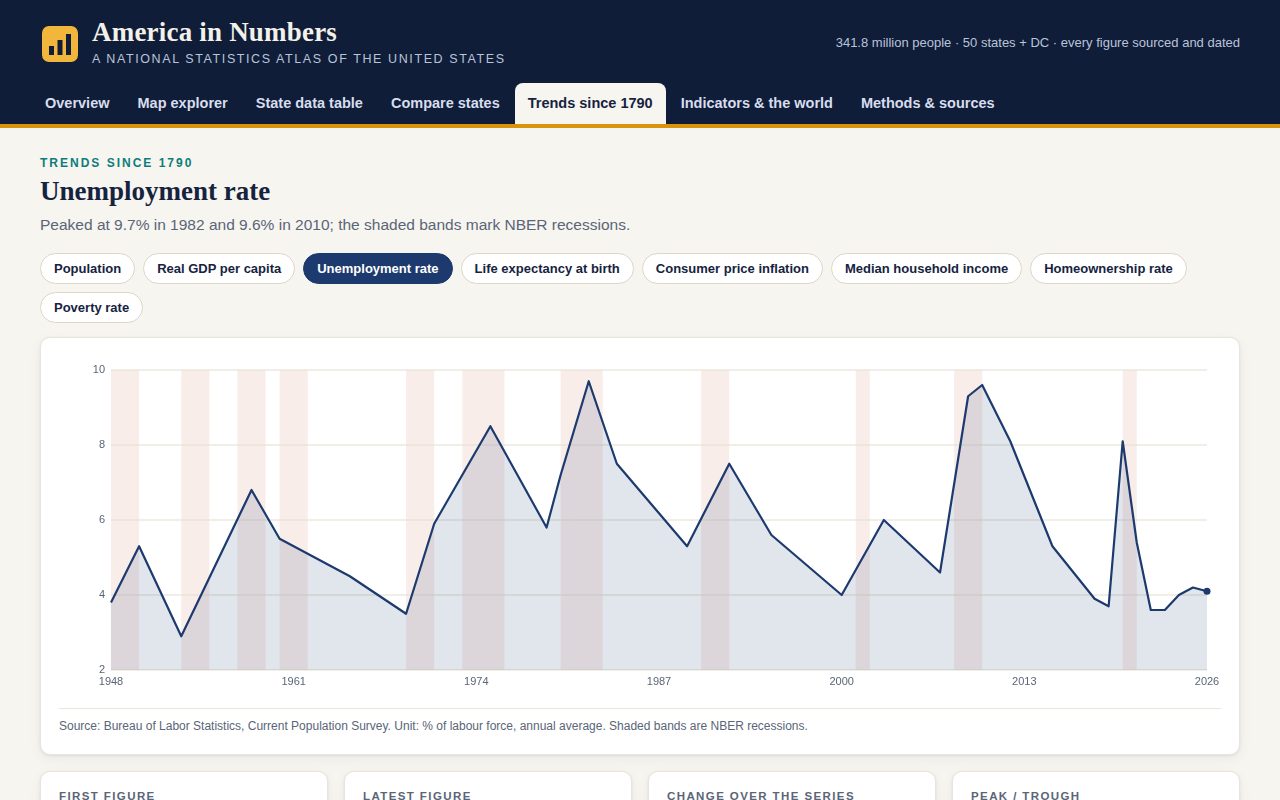 America in Numbers
A NATIONAL STATISTICS ATLAS OF THE UNITED STATES
341.8 million people · 50 states + DC · every figure sourced and dated
Overview Map explorer State data table Compare states Trends since 1790 Indicators & the world Methods & sources
TRENDS SINCE 1790
Unemployment rate
Peaked at 9.7% in 1982 and 9.6% in 2010; the shaded bands mark NBER recessions.
Population Real GDP per capita Unemployment rate Life expectancy at birth Consumer price inflation Median household income Homeownership rate
Poverty rate
10
8
6
4
2
1948 1961 1974 1987 2000 2013 2026
Source: Bureau of Labor Statistics, Current Population Survey. Unit: % of labour force, annual average. Shaded bands are NBER recessions.
FIRST FIGURE LATEST FIGURE CHANGE OVER THE SERIES PEAK / TROUGH